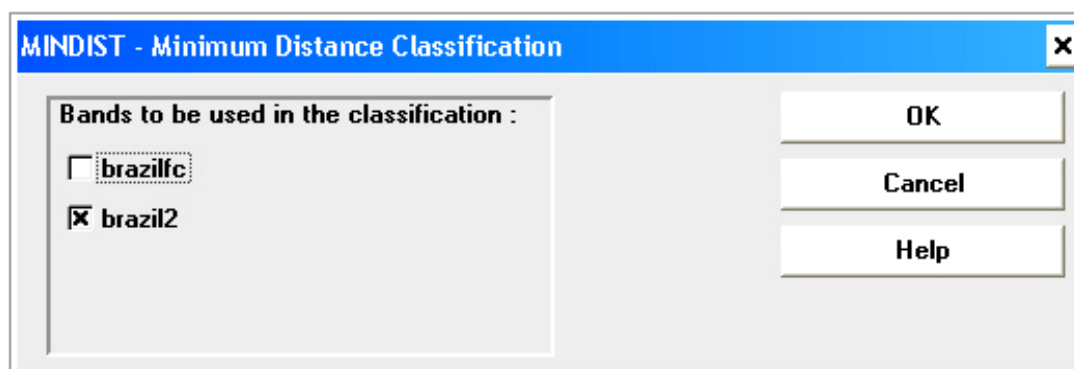 MINDIST - Minimum Distance Classification
Bands to be used in the classification :
brazilfc
brazil2
OK
Cancel
Help